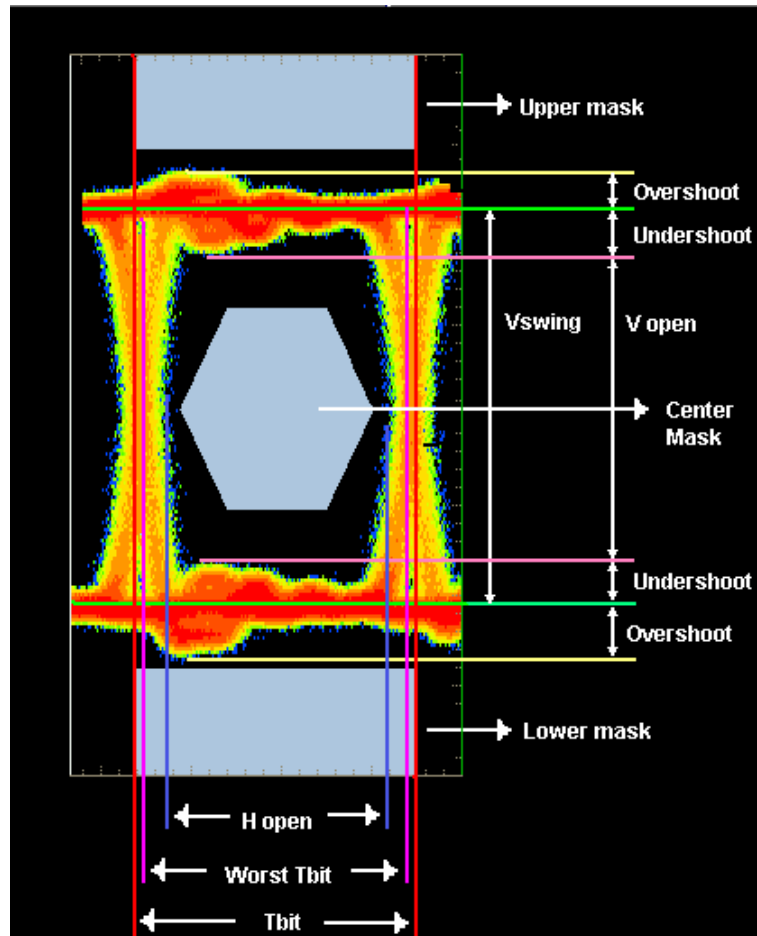 Upper mask
Overshoot
Undershoot
Vswing
V open
Center
Mask
Undershoot
Overshoot
Lower mask
H open
Worst Tbit
Tbit